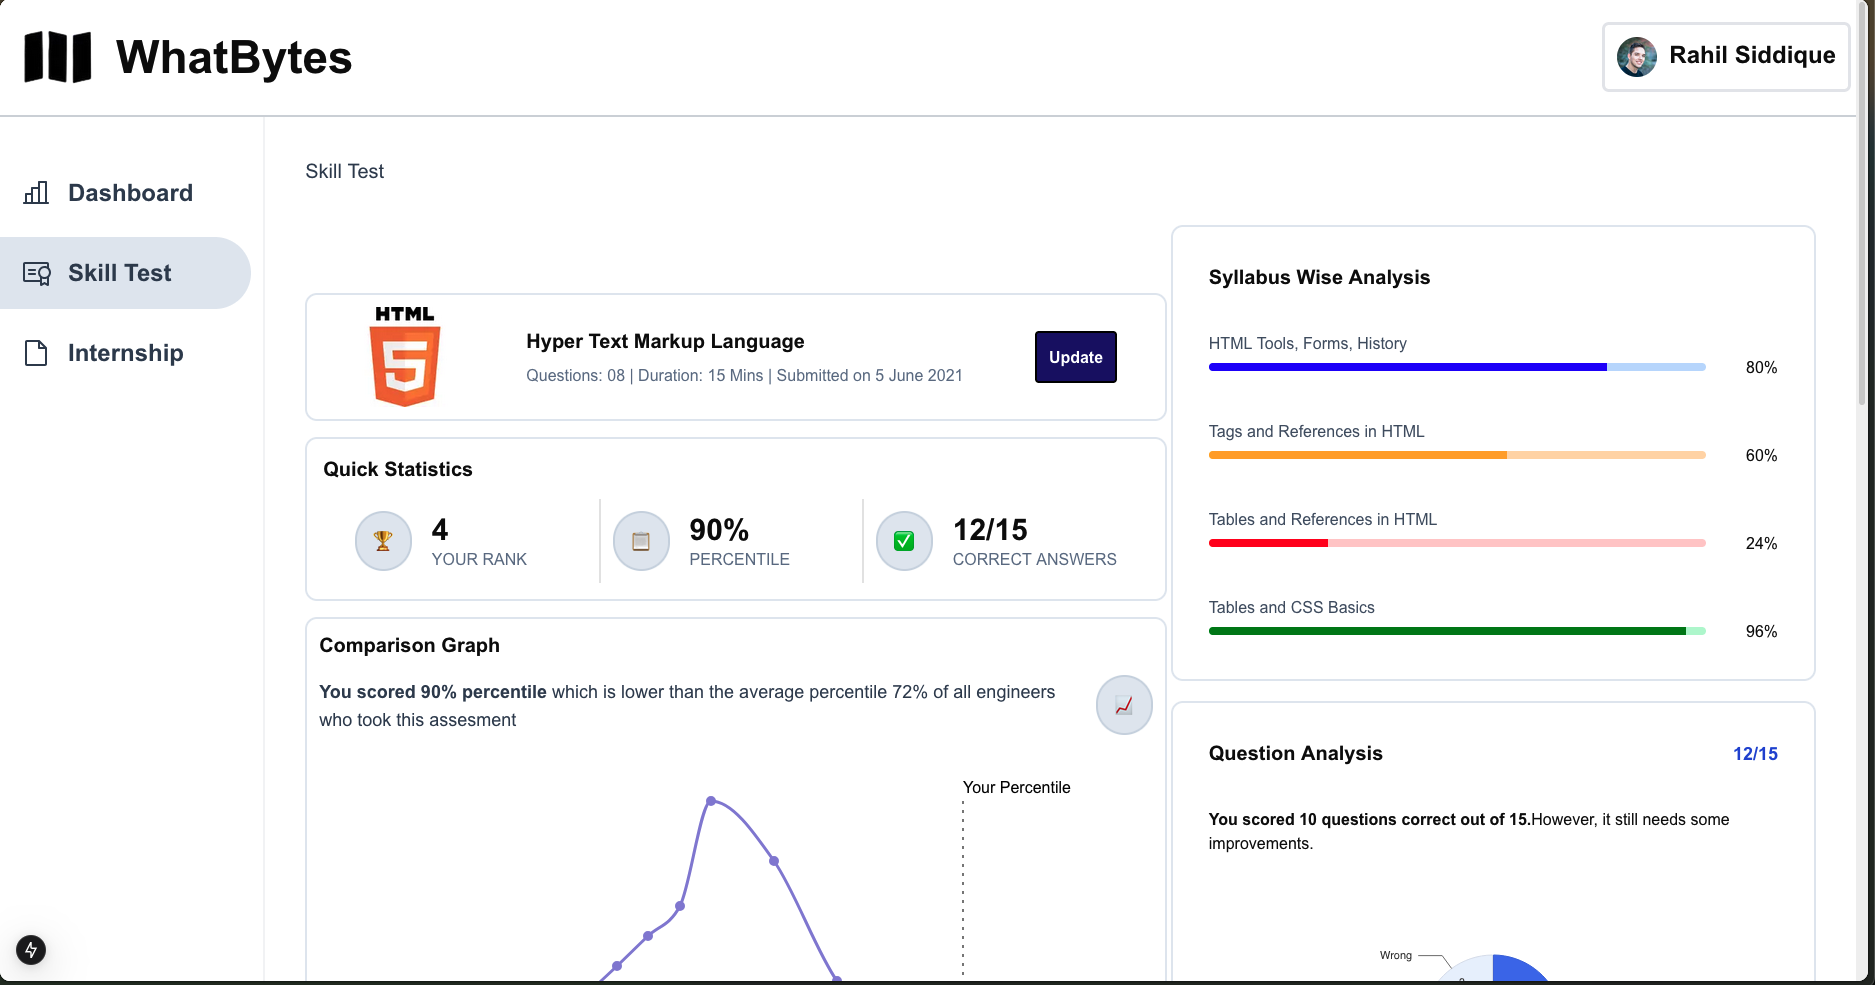 WhatBytes
Rahil Siddique
Dashboard
Skill Test
Internship
Skill Test
HTML
5
Hyper Text Markup Language
Questions: 08 | Duration: 15 Mins | Submitted on 5 June 2021
Update
Quick Statistics
4
YOUR RANK
90%
PERCENTILE
12/15
CORRECT ANSWERS
Comparison Graph
You scored 90% percentile which is lower than the average percentile 72% of all engineers
who took this assesment
Your Percentile
Syllabus Wise Analysis
HTML Tools, Forms, History
80%
Tags and References in HTML
60%
Tables and References in HTML
24%
Tables and CSS Basics
96%
Question Analysis
12/15
You scored 10 questions correct out of 15.However, it still needs some
improvements.
Wrong